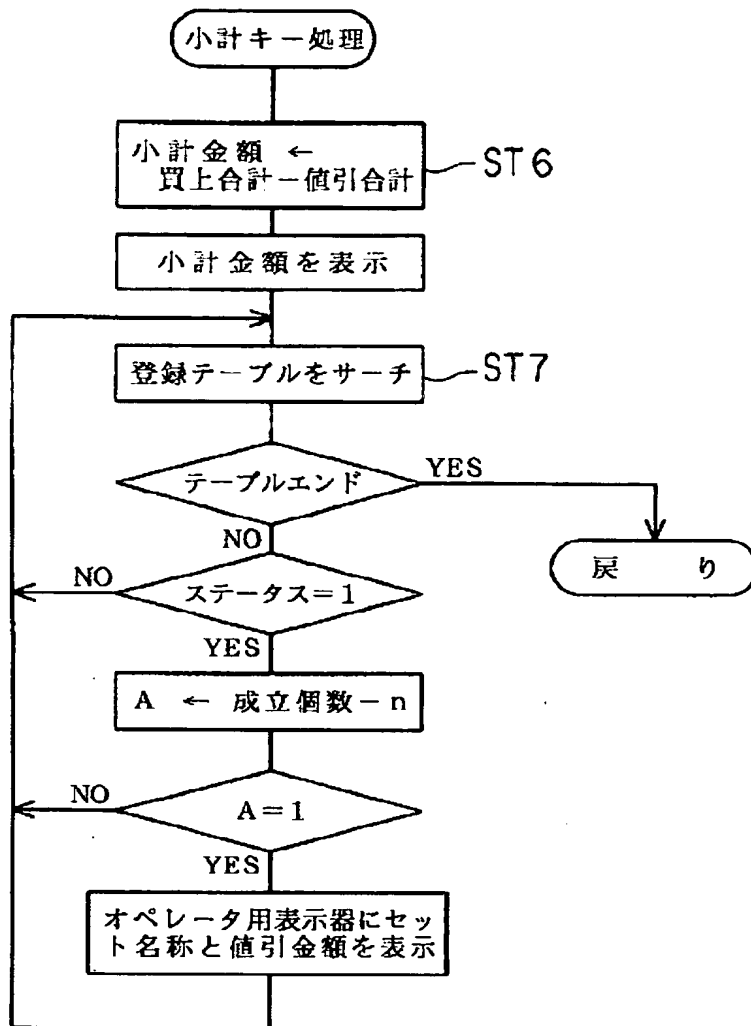 小計キー処理
小計金額 ←
買上合計－値引合計
ST6
小計金額を表示
登録テーブルをサーチ
ST7
テーブルエンド
YES
NO
戻 り
NO
ステータス＝1
YES
A ← 成立個数－n
NO
A＝1
YES
オペレータ用表示器にセッ
ト名称と値引金額を表示